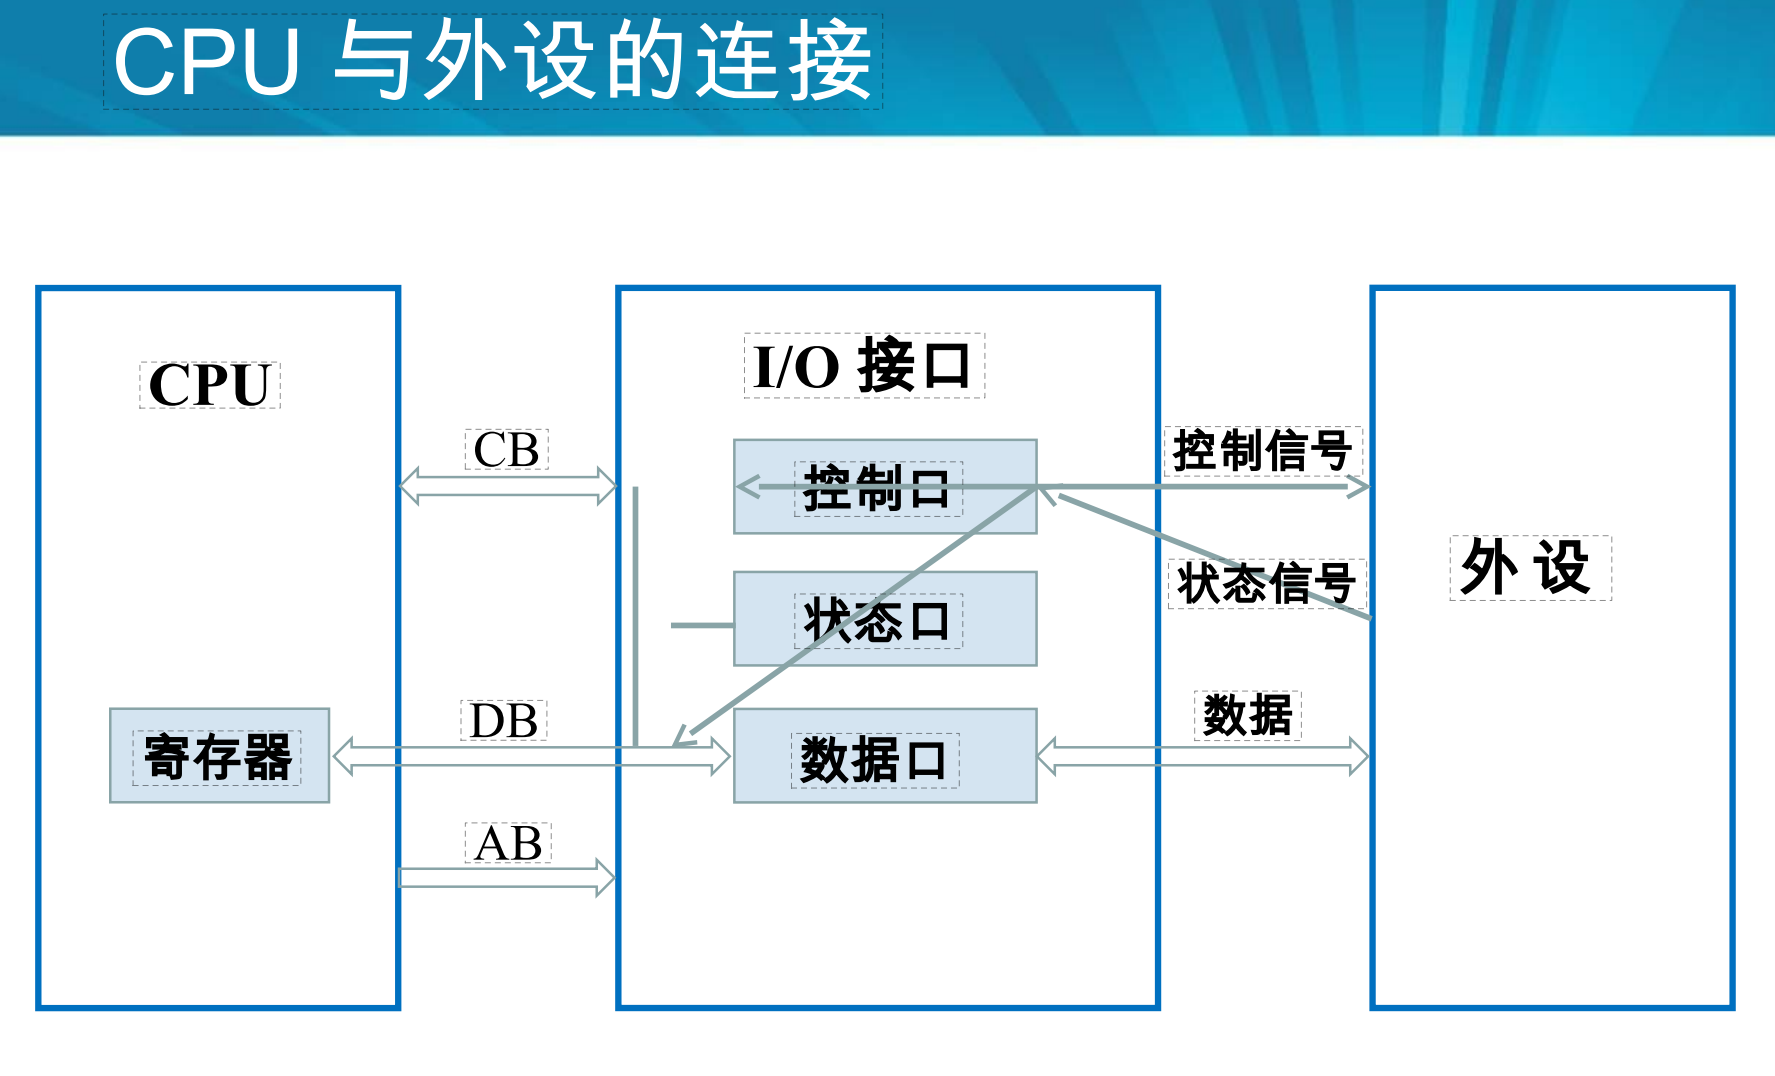 CPU 与外设的连接
CPU
I/O 接口
外 设
CB
控制口
控制信号
状态口
状态信号
寄存器
DB
数据口
数据
AB